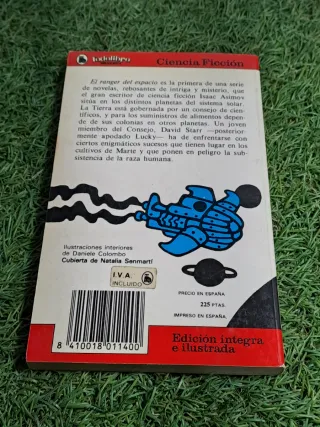 todolibro
Ciencia Ficción
El ranger del espacio es la primera de una serie
de novelas, rebosantes de intriga y misterio, que
el gran escritor de ciencia ficción Isaac Asimov
sitúa en los distintos planetas del sistema solar.
La Tierra está gobernada por un consejo de cien-
tíficos, y para los suministros de alimentos depen-
de de sus colonias en otros planetas. Un joven
miembro del Consejo, David Starr —posterior-
mente apodado Lucky— ha de enfrentarse con
ciertos enigmáticos sucesos que tienen lugar en los
cultivos de Marte y que ponen en peligro la sub-
sistencia de la raza humana.
Ilustraciones interiores
de Daniele Colombo
Cubierta de Natalia Senmartí
I.V.A.
INCLUIDO
PRECIO EN ESPAÑA
225 PTAS.
IMPRESO EN ESPAÑA.
8 410018 011400
Edición íntegra
e ilustrada